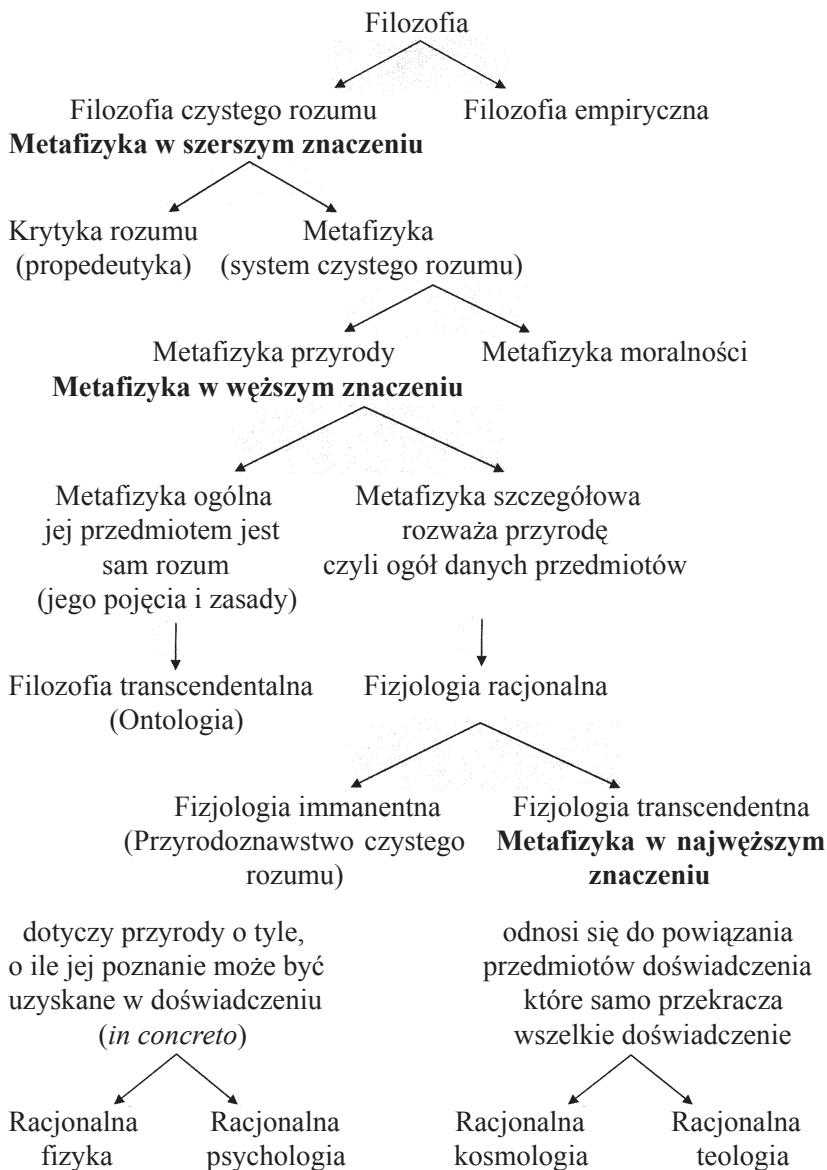 Filozofia
Filozofia czystego rozumu
Metafizyka w szerszym znaczeniu
Filozofia empiryczna
Krytyka rozumu
(propedeutyka)
Metafizyka
(system czystego rozumu)
Metafizyka przyrody
Metafizyka w węższym znaczeniu
Metafizyka moralności
Metafizyka ogólna
jej przedmiotem jest
sam rozum
(jego pojęcia i zasady)
Metafizyka szczegółowa
rozważa przyrodę
czyli ogół danych przedmiotów
Filozofia transcendentalna
(Ontologia)
Fizjologia racjonalna
Fizjologia immanentna
(Przyrodoznawstwo czystego
rozumu)
Fizjologia transcendentna
Metafizyka w najwęższym
znaczeniu
dotyczy przyrody o tyle,
o ile jej poznanie może być
uzyskane w doświadczeniu
(in concreto)
odnosi się do powiązania
przedmiotów doświadczenia
które samo przekracza
wszelkie doświadczenie
Racjonalna
fizyka
Racjonalna
psychologia
Racjonalna
kosmologia
Racjonalna
teologia